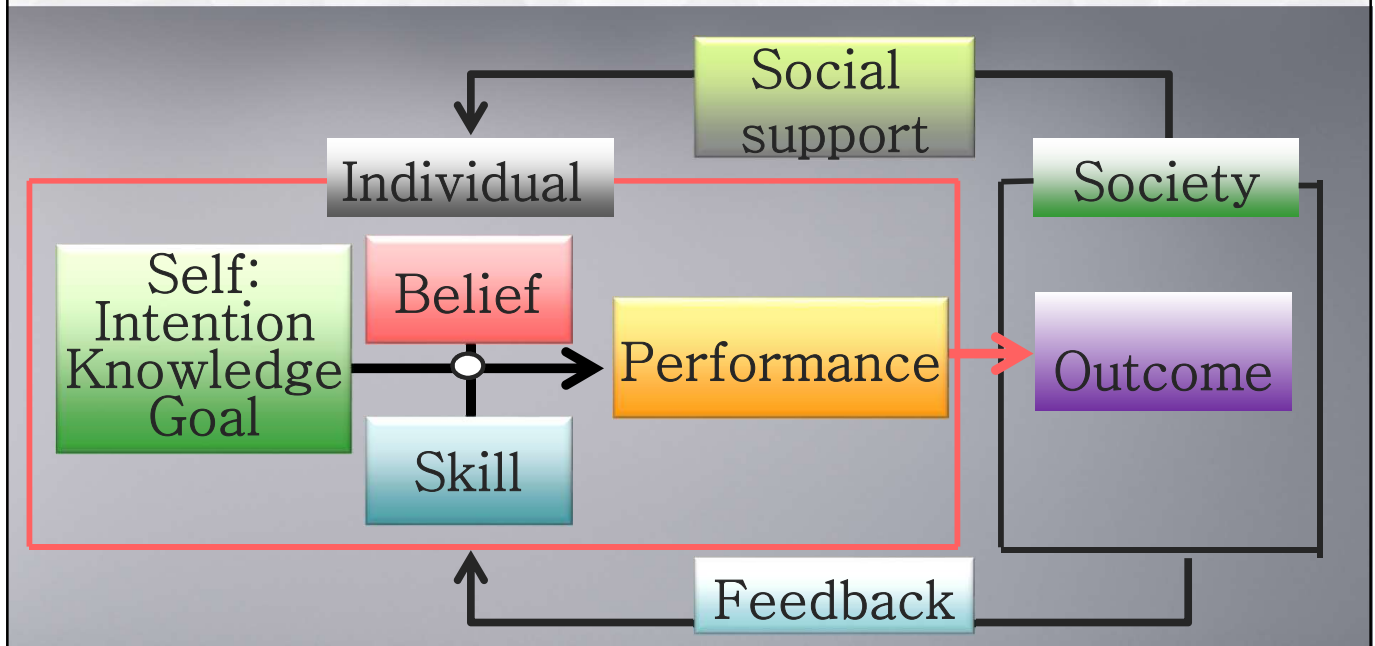 Social
support
Individual
Society
Self:
Intention
Knowledge
Goal
Belief
Skill
Performance
Outcome
Feedback